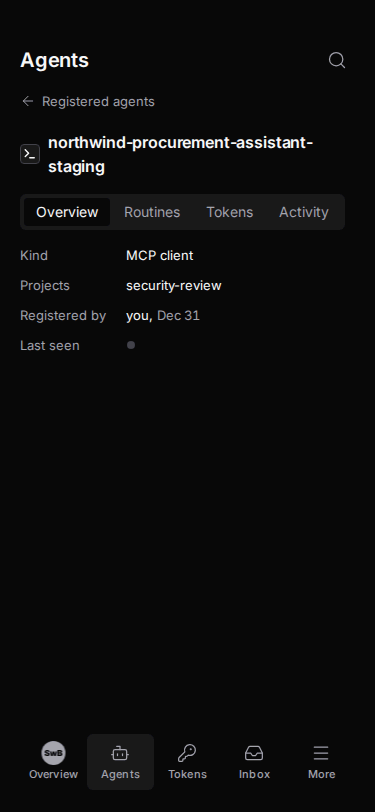 Agents
Registered agents
northwind-procurement-assistant-
staging
Overview Routines Tokens Activity
Kind MCP client
Projects security-review
Registered by you, Dec 31
Last seen
SwB
Overview Agents Tokens Inbox More